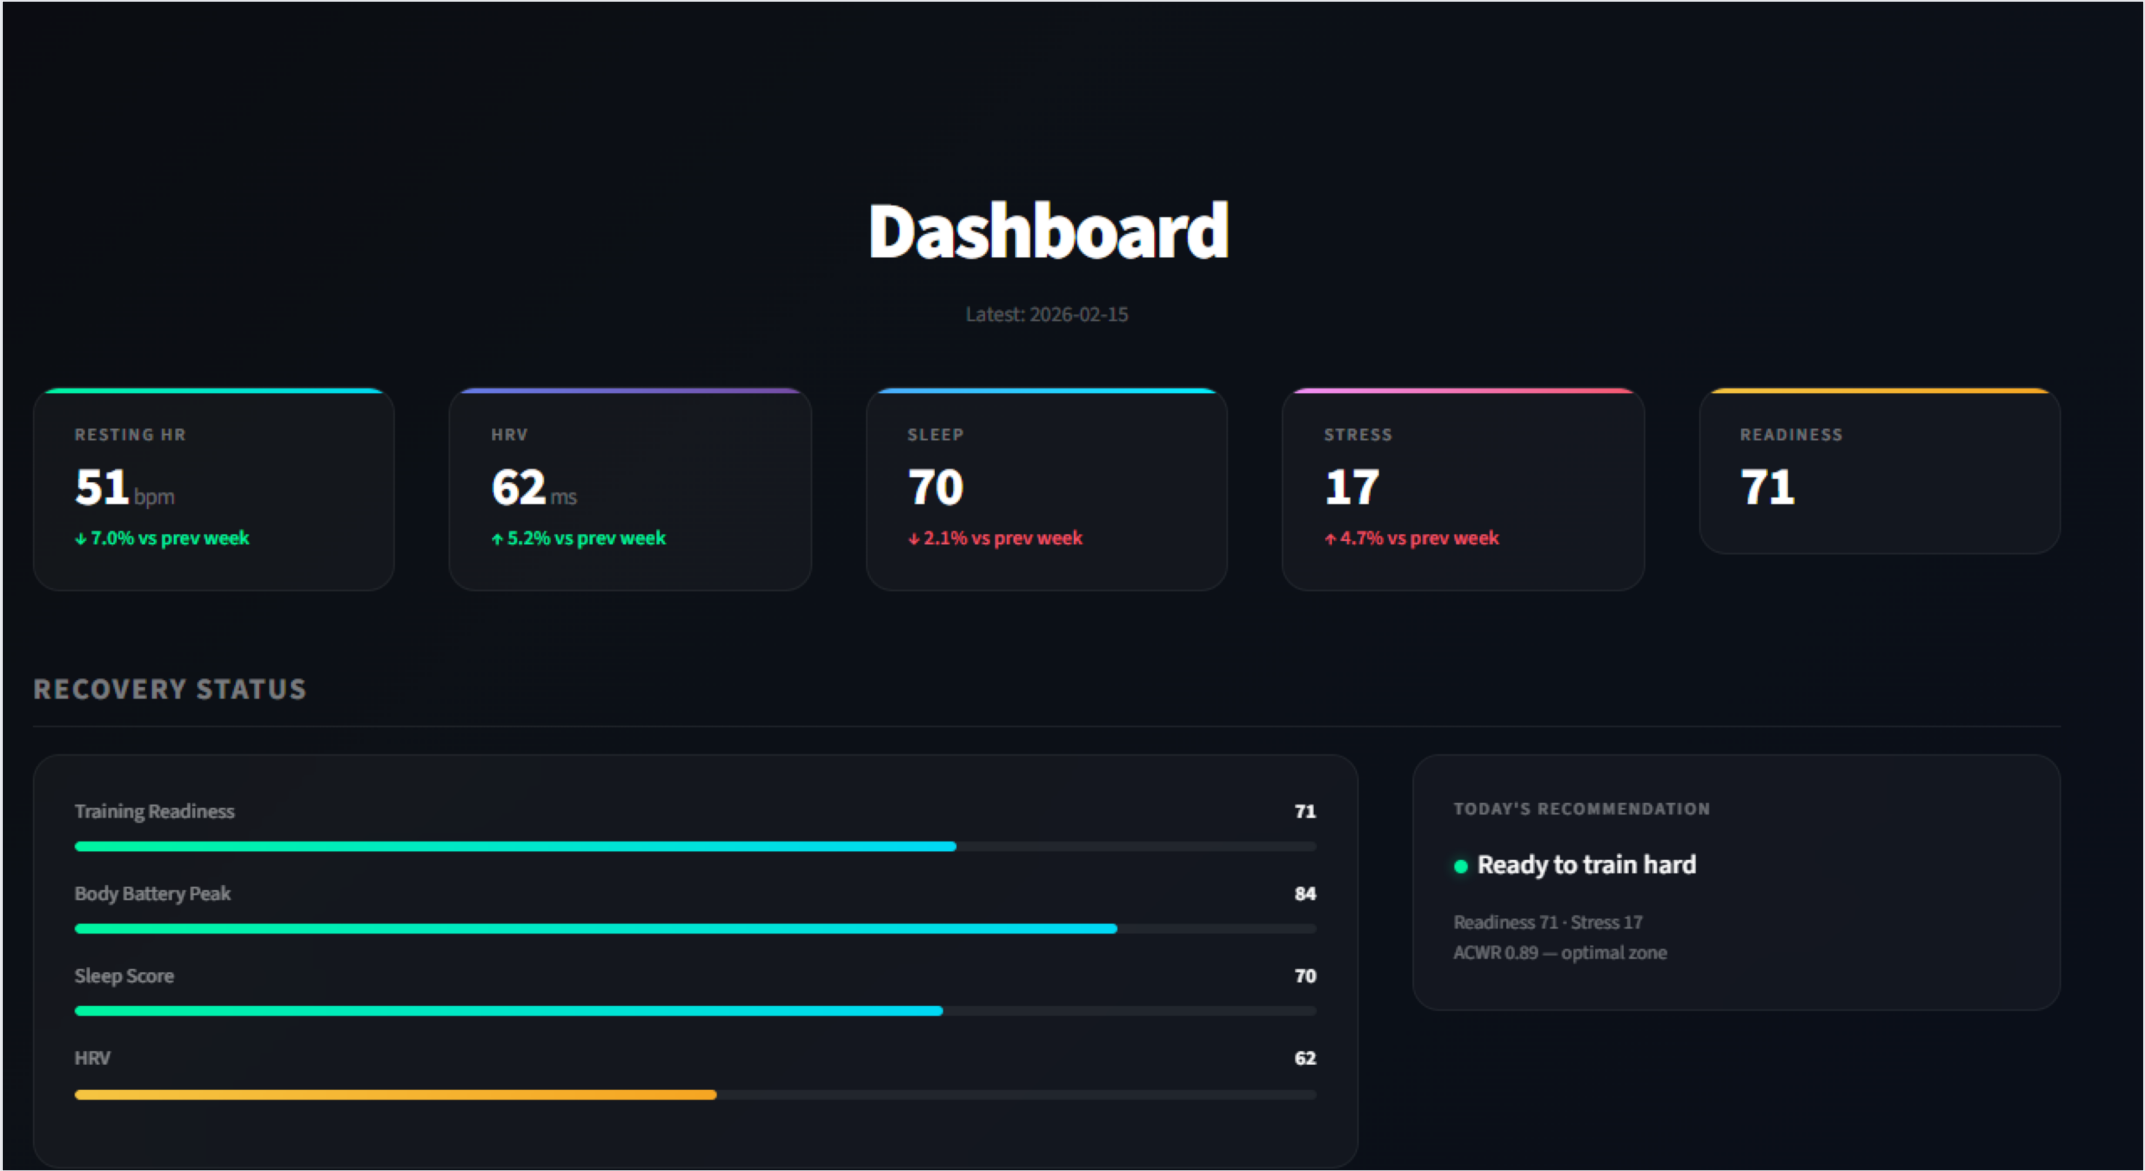 Dashboard
Latest: 2026-02-15
RESTING HR
51 bpm
↓ 7.0% vs prev week
HRV
62 ms
↑ 5.2% vs prev week
SLEEP
70
↓ 2.1% vs prev week
STRESS
17
↑ 4.7% vs prev week
READINESS
71
RECOVERY STATUS
Training Readiness 71
Body Battery Peak 84
Sleep Score 70
HRV 62
TODAY'S RECOMMENDATION
Ready to train hard
Readiness 71 · Stress 17
ACWR 0.89 — optimal zone